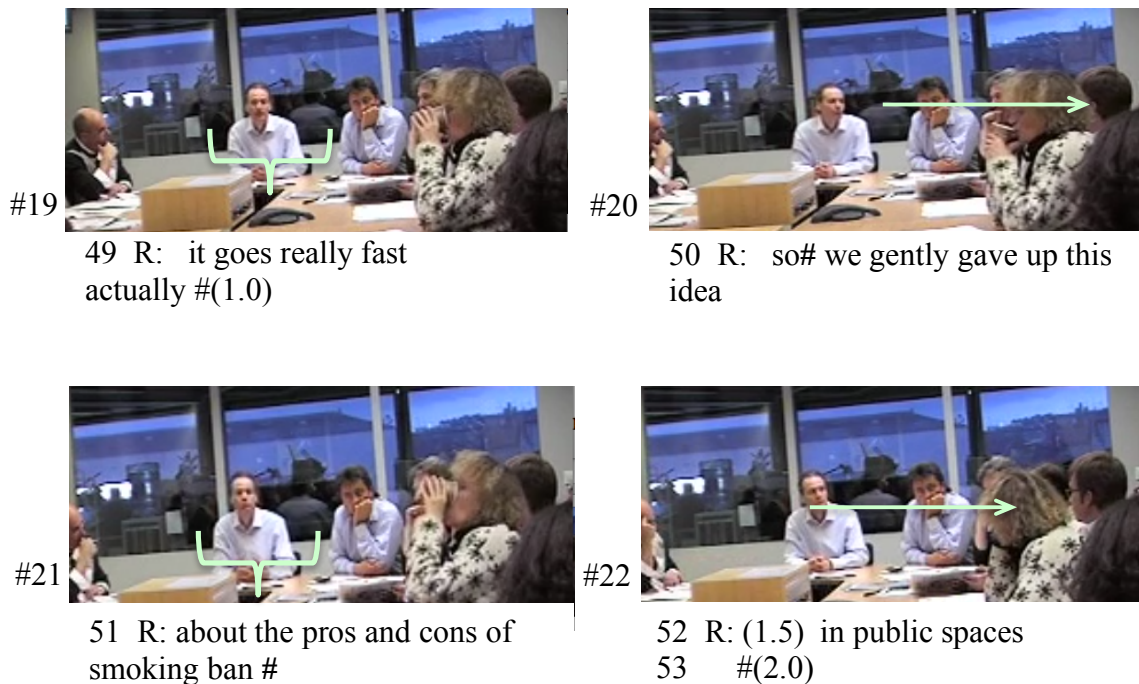 #19
49 R: it goes really fast
actually #(1.0)
#20
50 R: so# we gently gave up this
idea
#21
51 R: about the pros and cons of
smoking ban #
#22
52 R: (1.5) in public spaces
53 #(2.0)